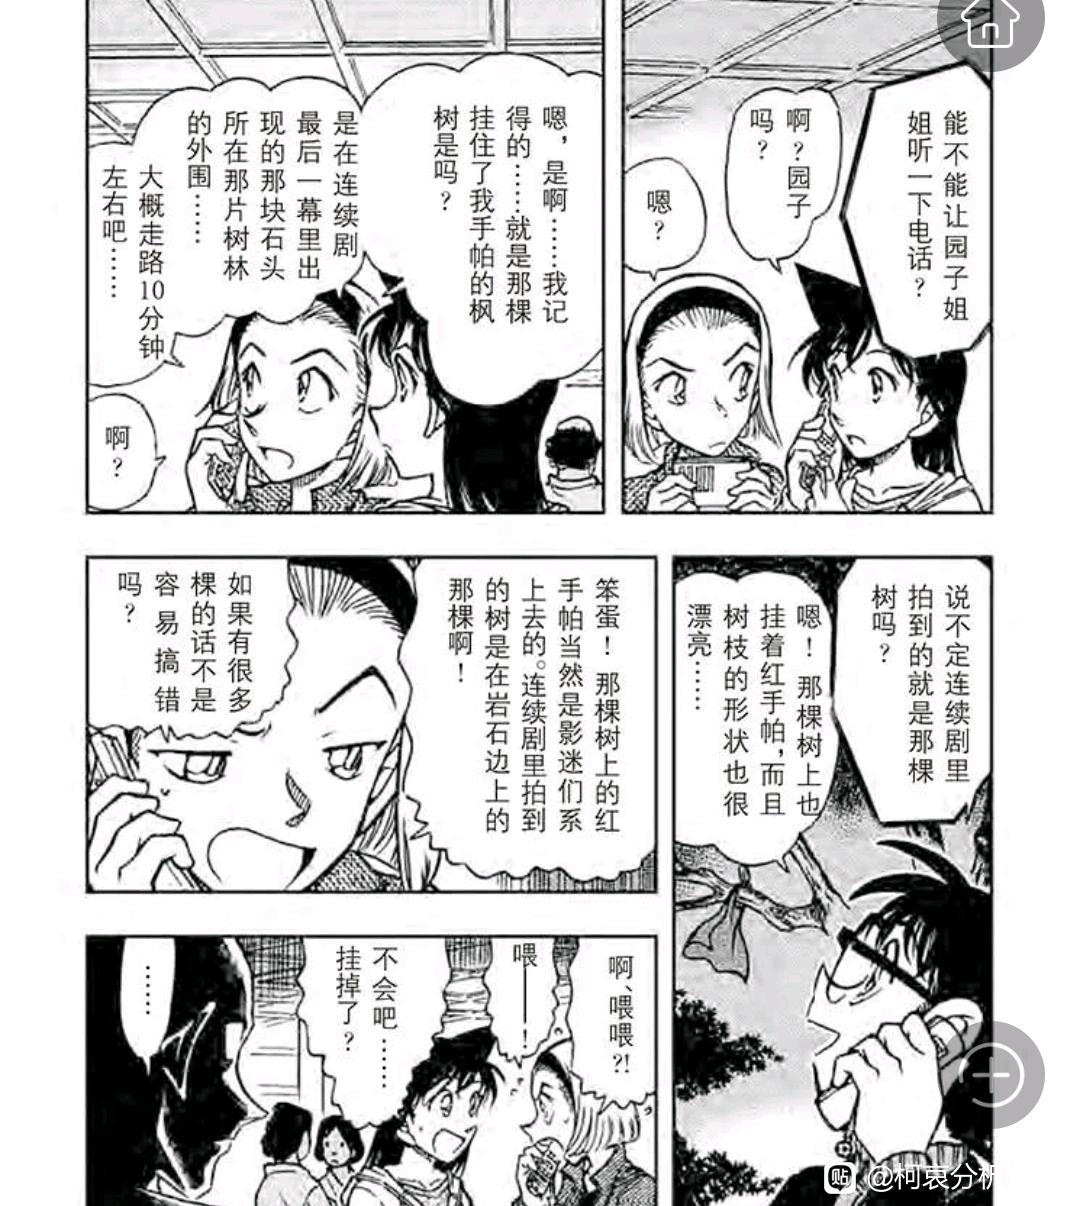 能不能让园子姐
姐听一下电话？
啊？园子
吗？
嗯？
嗯，是啊……我记
得的……就是那棵
挂住了我手帕的枫
树是吗？
是在连续剧
最后一幕里出
现的那块石头
所在那片树林
的外围……
大概走路10分钟
左右吧……
啊？
说不定连续剧里
拍到的就是那棵
树吗？
嗯！那棵树上也
挂着红手帕，而且
树枝的形状也很
漂亮……
笨蛋！那棵树上的红
手帕当然是影迷们系
上去的。连续剧里拍到
的树是在岩石边上的
那棵啊！
如果有很多
棵的话不是
容易搞错
吗？
啊、喂喂?!
喂——！
不会吧……
挂掉了？
……
贴 @柯哀分析